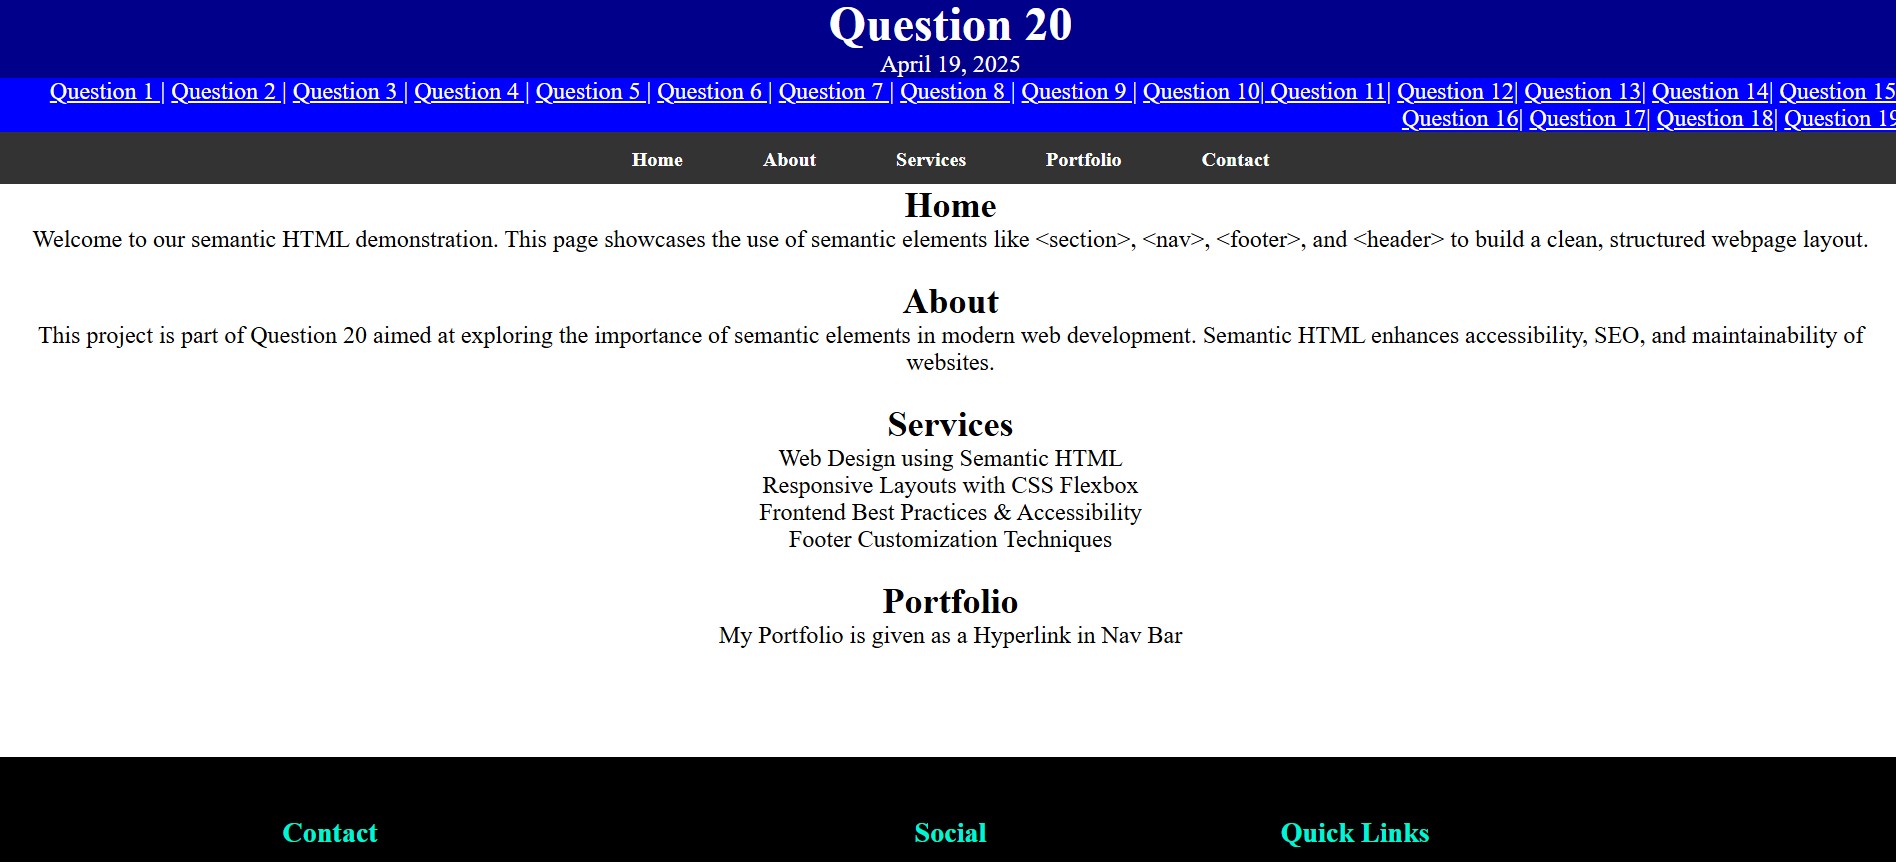 Question 20
April 19, 2025
Question 1 | Question 2 | Question 3 | Question 4 | Question 5 | Question 6 | Question 7 | Question 8 | Question 9 | Question 10| Question 11| Question 12| Question 13| Question 14| Question 15
Question 16| Question 17| Question 18| Question 19
Home About Services Portfolio Contact
Home
Welcome to our semantic HTML demonstration. This page showcases the use of semantic elements like <section>, <nav>, <footer>, and <header> to build a clean, structured webpage layout.
About
This project is part of Question 20 aimed at exploring the importance of semantic elements in modern web development. Semantic HTML enhances accessibility, SEO, and maintainability of
websites.
Services
Web Design using Semantic HTML
Responsive Layouts with CSS Flexbox
Frontend Best Practices & Accessibility
Footer Customization Techniques
Portfolio
My Portfolio is given as a Hyperlink in Nav Bar
Contact Social Quick Links